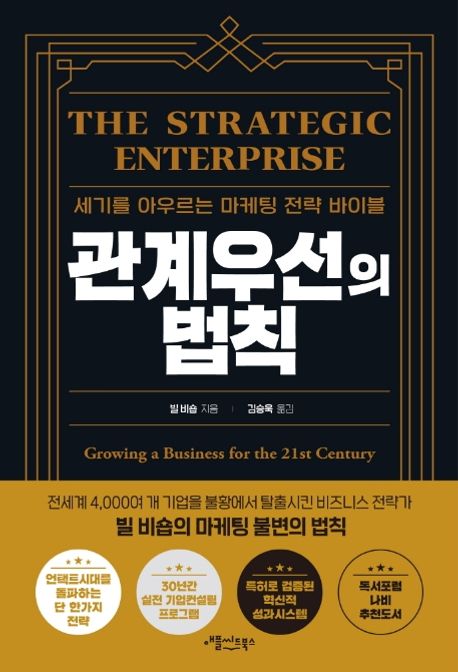 THE STRATEGIC
ENTERPRISE
세기를 아우르는 마케팅 전략 바이블
관계우선의
법칙
빌 비숍 지음 | 김승욱 옮김
Growing a Business for the 21st Century
전세계 4,000여 개 기업을 불황에서 탈출시킨 비즈니스 전략가
빌 비숍의 마케팅 불변의 법칙
언택트시대를
돌파하는
단 한가지
전략
30년간
실전 기업컨설팅
프로그램
특허로 검증된
혁신적
성과시스템
독서포럼
나비
추천도서
애플씨드북스